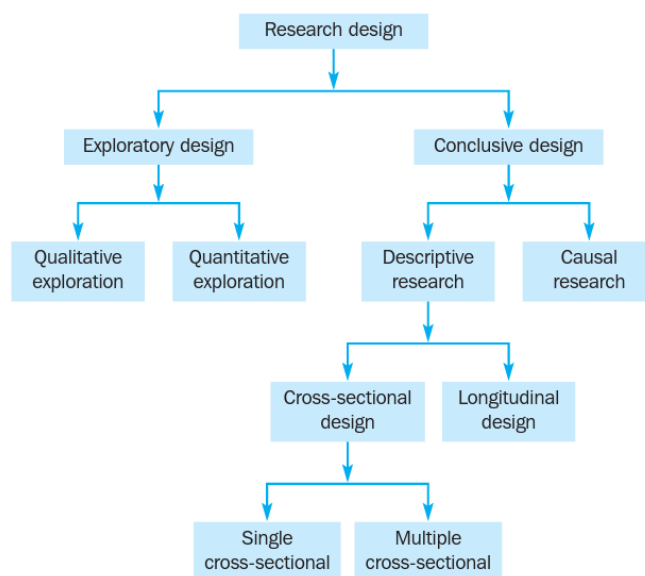 Research design
Exploratory design
Conclusive design
Qualitative
exploration
Quantitative
exploration
Descriptive
research
Causal
research
Cross-sectional
design
Longitudinal
design
Single
cross-sectional
Multiple
cross-sectional